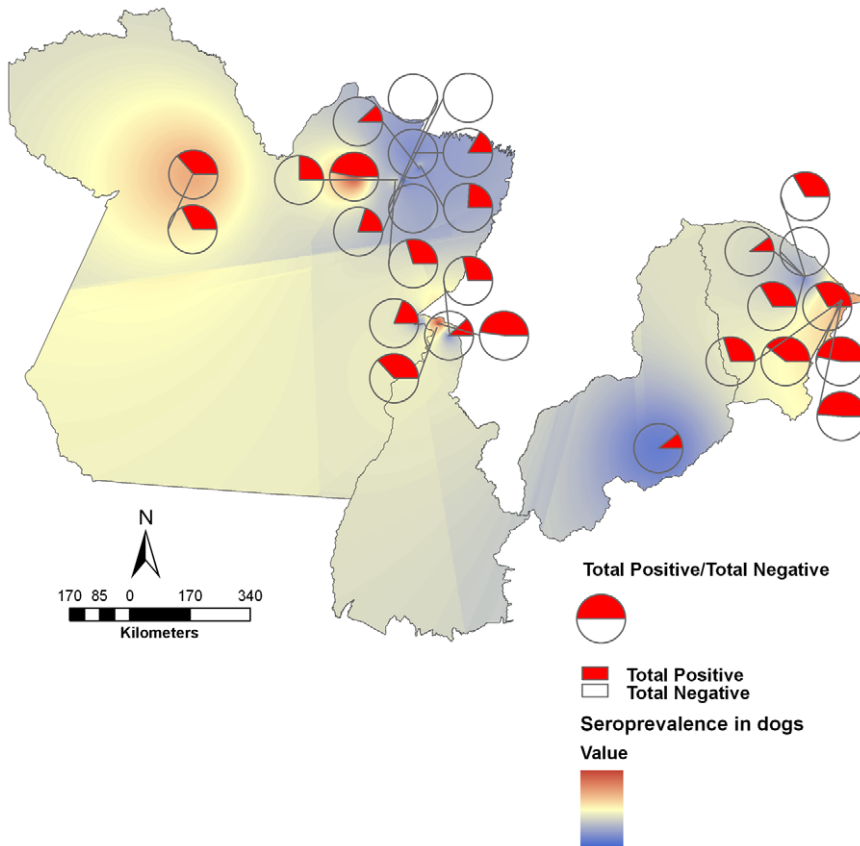 N
170 85 0 170 340
Kilometers
Total Positive/Total Negative
Total Positive
Total Negative
Seroprevalence in dogs
Value